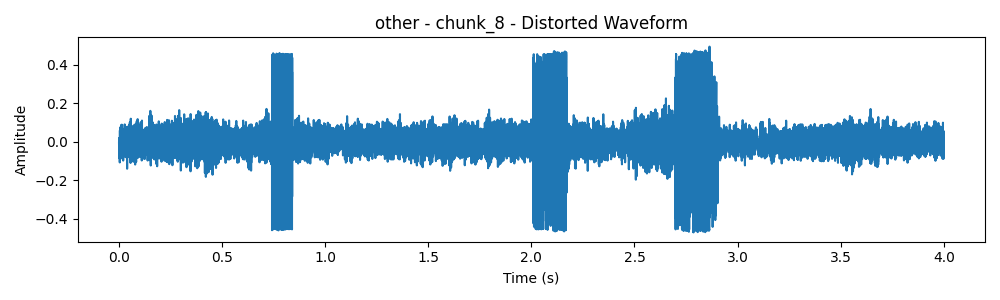 other - chunk_8 - Distorted Waveform
Amplitude
0.4
0.2
0.0
−0.2
−0.4
0.0 0.5 1.0 1.5 2.0 2.5 3.0 3.5 4.0
Time (s)